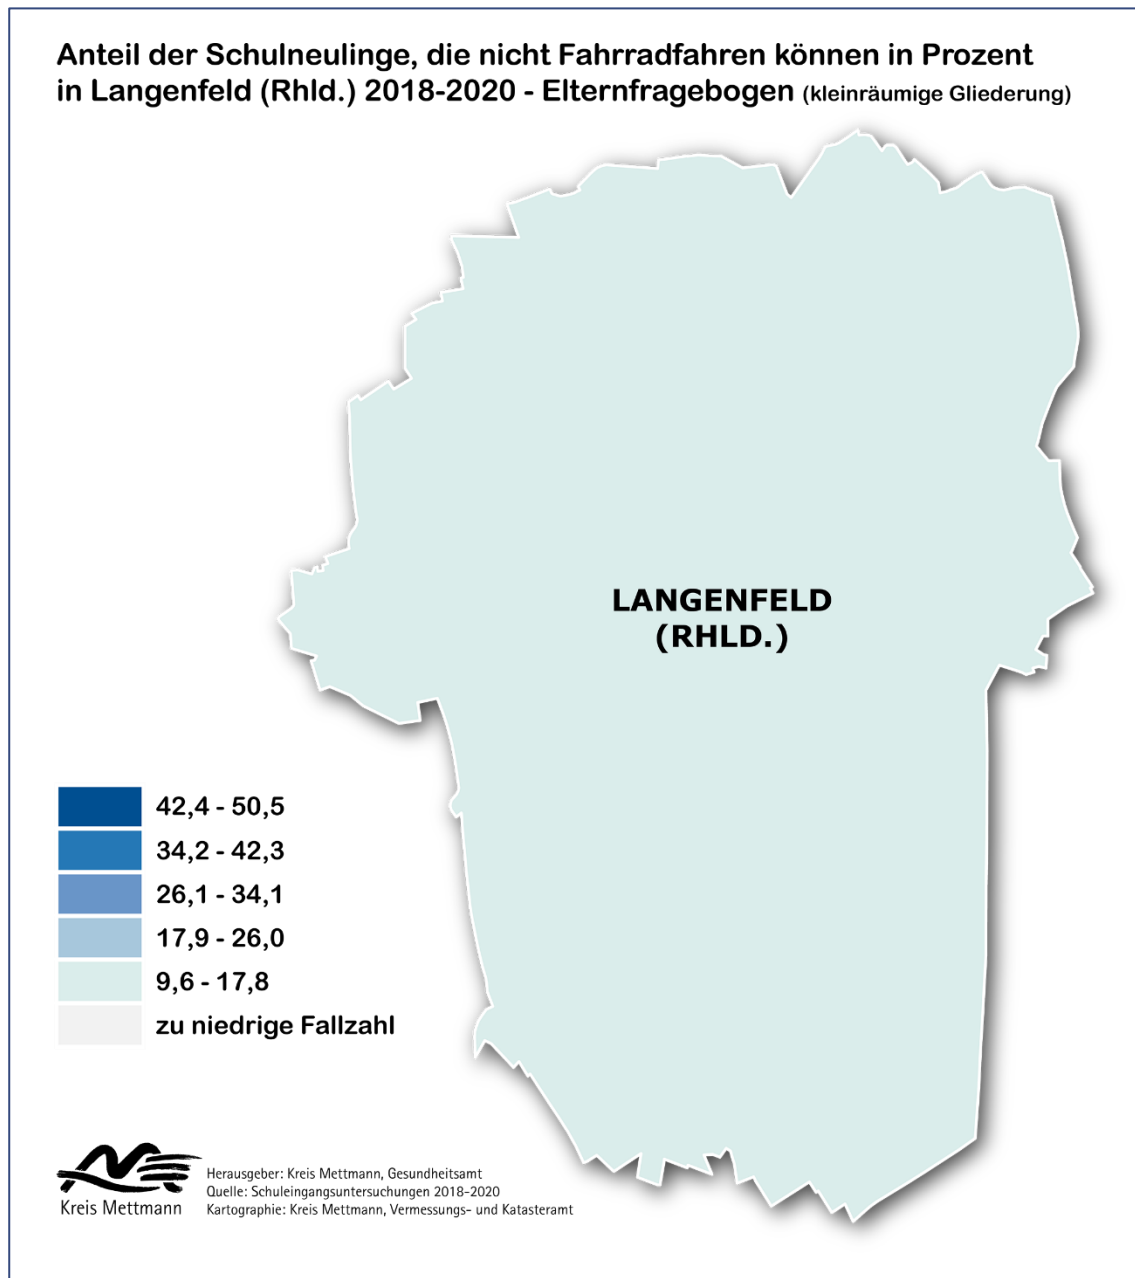 Anteil der Schulneulinge, die nicht Fahrradfahren können in Prozent
in Langenfeld (Rhld.) 2018-2020 - Elternfragebogen (kleinräumige Gliederung)
LANGENFELD
(RHLD.)
42,4 - 50,5
34,2 - 42,3
26,1 - 34,1
17,9 - 26,0
9,6 - 17,8
zu niedrige Fallzahl
Kreis Mettmann
Herausgeber: Kreis Mettmann, Gesundheitsamt
Quelle: Schuleingangsuntersuchungen 2018-2020
Kartographie: Kreis Mettmann, Vermessungs- und Katasteramt